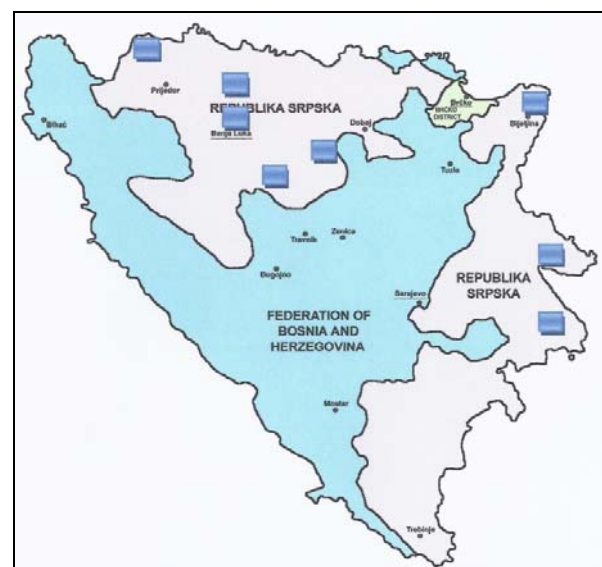 Prijedor
REPUBLIKA SRPSKA
Bihać
Banja Luka
Doboj
Brčko
BRČKO
DISTRICT
Bijeljina
Tuzla
Travnik
Zenica
Bugojno
Sarajevo
REPUBLIKA
SRPSKA
FEDERATION OF
BOSNIA AND
HERZEGOVINA
Mostar
Trebinje